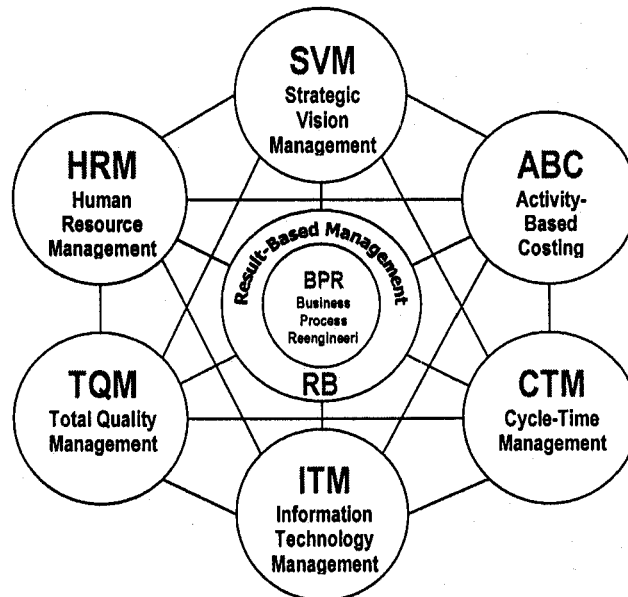 SVM
Strategic
Vision
Management
HRM
Human
Resource
Management
ABC
Activity-
Based
Costing
Result-Based Management
BPR
Business
Process
Reengineeri
RB
TQM
Total Quality
Management
CTM
Cycle-Time
Management
ITM
Information
Technology
Management